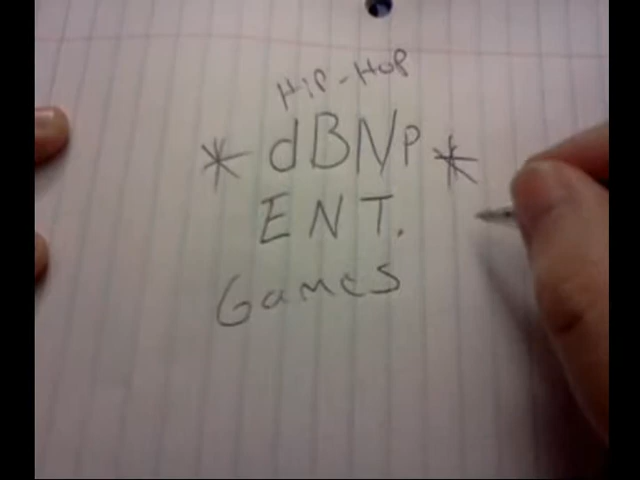 Hip-Hop
* dBNP *
ENT.
Games